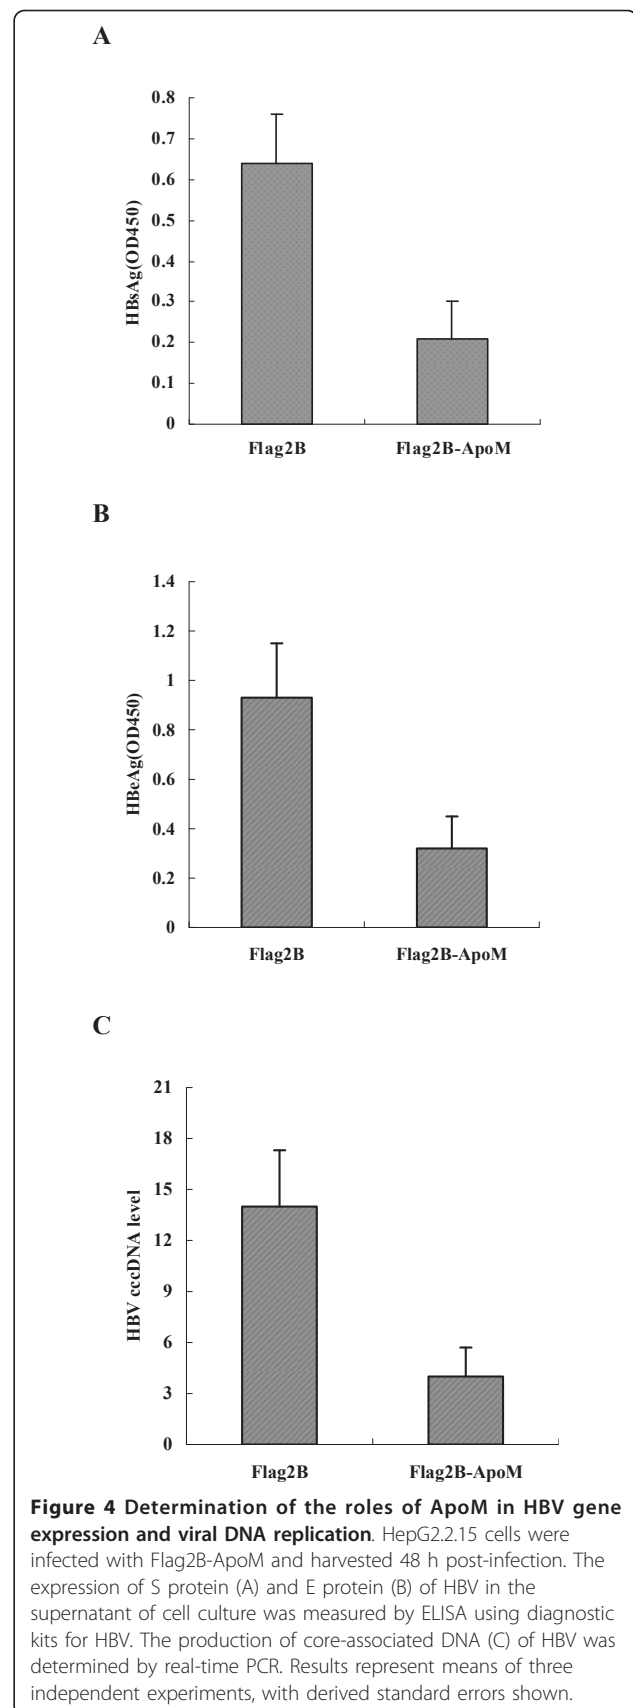 A
0.8
0.7
0.6
0.5
0.4
0.3
0.2
0.1
0
HBsAg(OD450)
Flag2B Flag2B-ApoM
B
1.4
1.2
1
0.8
0.6
0.4
0.2
0
HBeAg(OD450)
Flag2B Flag2B-ApoM
C
21
18
15
12
9
6
3
0
HBV cccDNA level
Flag2B Flag2B-ApoM
Figure 4 Determination of the roles of ApoM in HBV gene
expression and viral DNA replication. HepG2.2.15 cells were
infected with Flag2B-ApoM and harvested 48 h post-infection. The
expression of S protein (A) and E protein (B) of HBV in the
supernatant of cell culture was measured by ELISA using diagnostic
kits for HBV. The production of core-associated DNA (C) of HBV was
determined by real-time PCR. Results represent means of three
independent experiments, with derived standard errors shown.